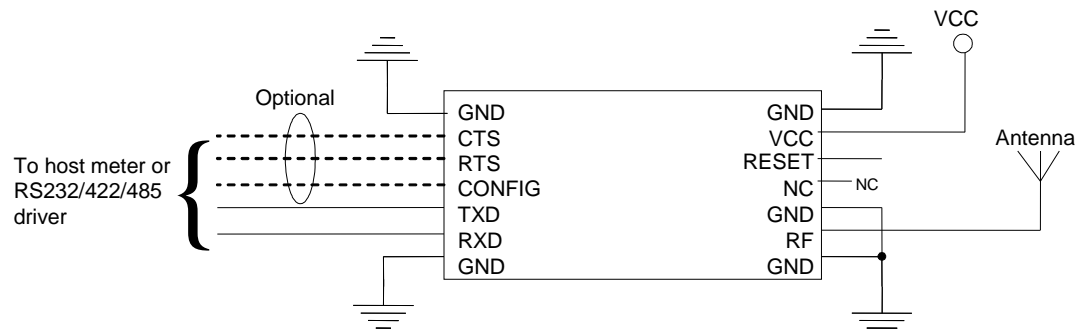 VCC
Optional
GND
CTS
RTS
CONFIG
TXD
RXD
GND
GND
VCC
RESET
NC
GND
RF
GND
NC
Antenna
To host meter or
RS232/422/485
driver